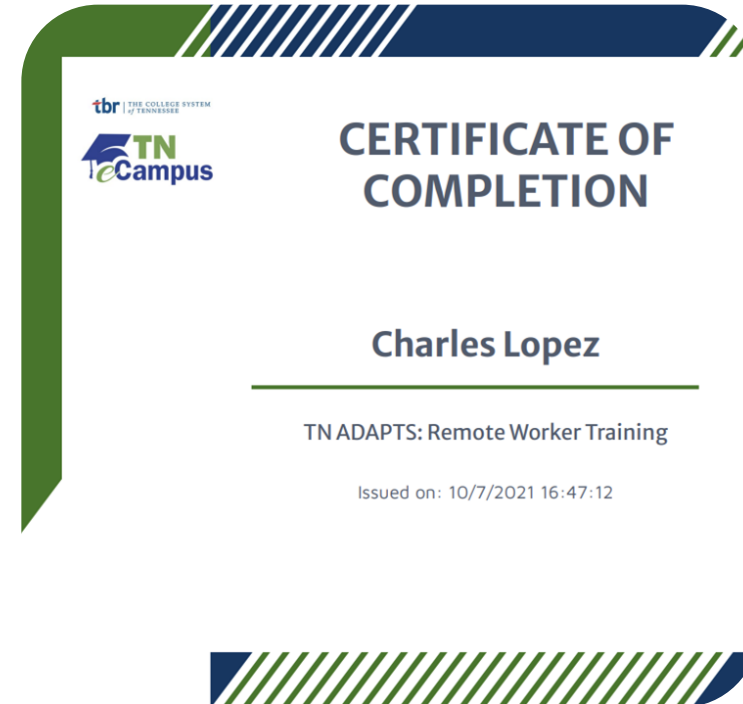 tbr THE COLLEGE SYSTEM
of TENNESSEE
TN
eCampus
CERTIFICATE OF
COMPLETION
Charles Lopez
TN ADAPTS: Remote Worker Training
Issued on: 10/7/2021 16:47:12